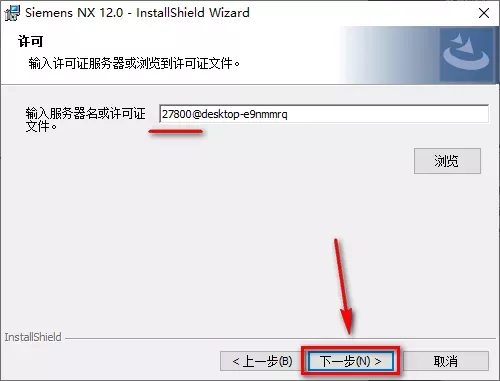 Siemens NX 12.0 - InstallShield Wizard
许可
输入许可证服务器或浏览到许可证文件。
输入服务器名或许可证
文件。
27800@desktop-e9nmmrq
浏览
InstallShield
< 上一步(B)
下一步(N) >
取消